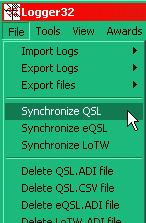 Logger32
File Tools View Awards
Import Logs
Export Logs
Export files
Synchronize QSL
Synchronize eQSL
Synchronize LoTW
Delete QSL.ADI file
Delete QSL.CSV file
Delete eQSL.ADI file
Delete LoTW.ADI file